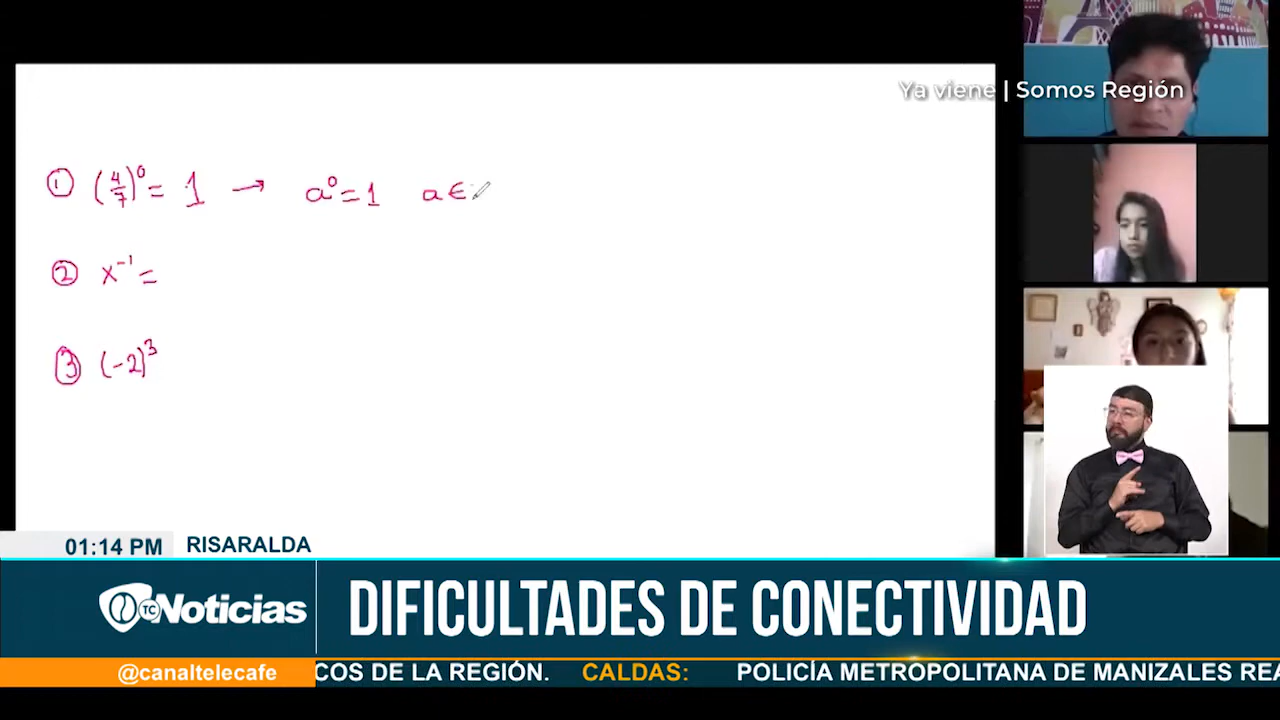 Ya viene | Somos Región
① (4/7)⁰ = 1 → a⁰ = 1 a ∈
② x⁻¹ =
③ (-2)³
01:14 PM RISARALDA
TC Noticias
DIFICULTADES DE CONECTIVIDAD
@canaltelecafe COS DE LA REGIÓN. CALDAS: POLICÍA METROPOLITANA DE MANIZALES REA